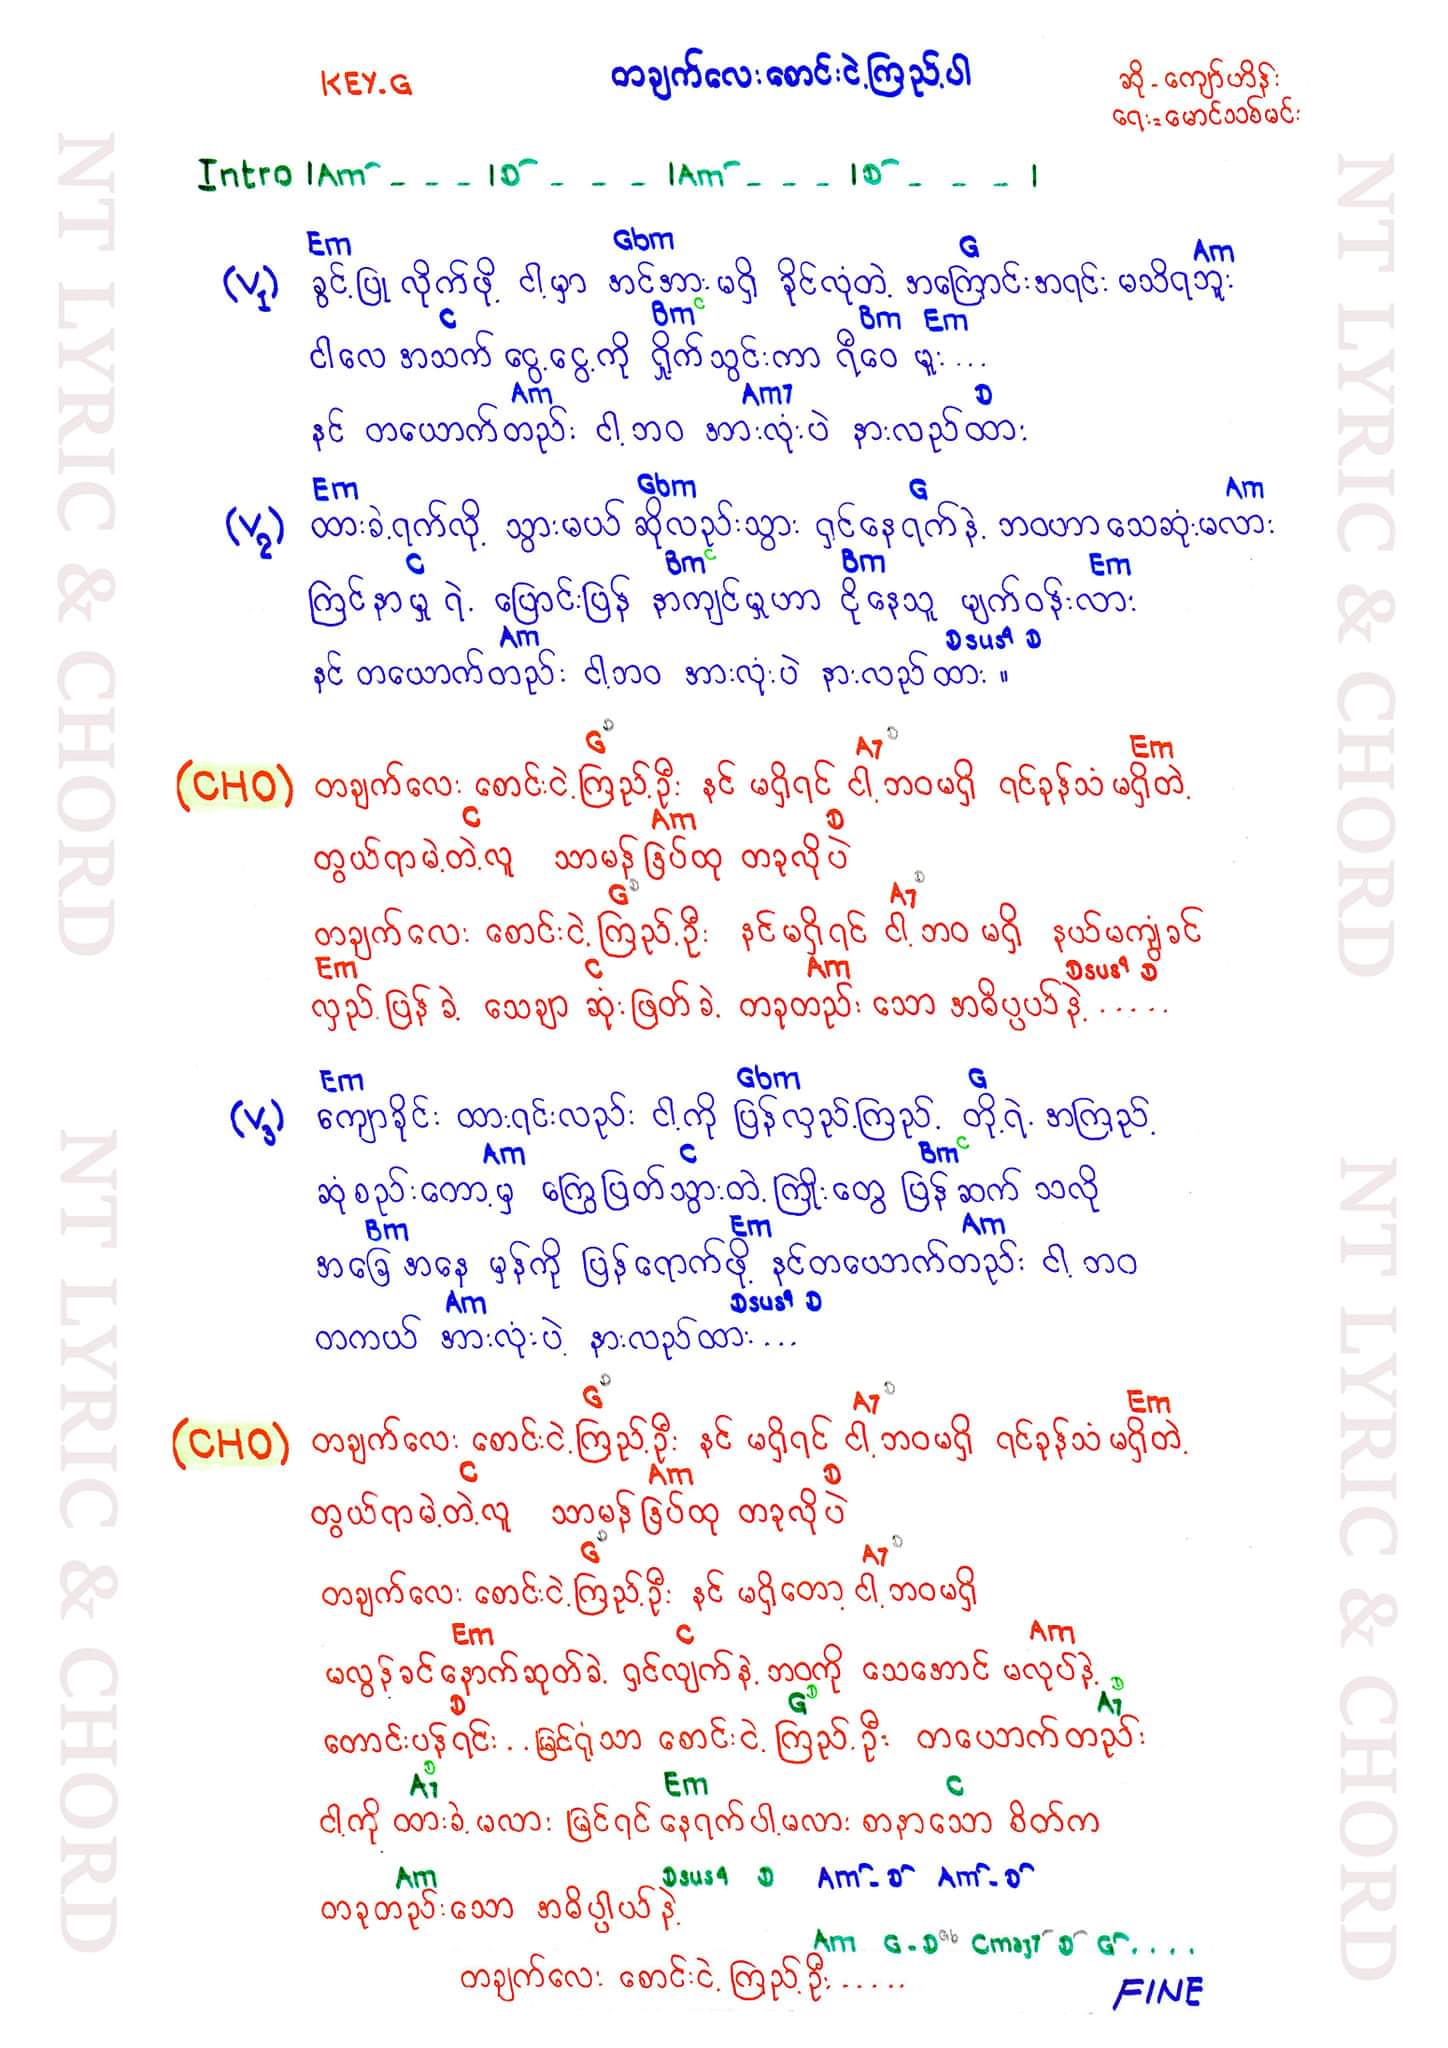 KEY.G တချက်လေးစောင်းငဲ့ကြည့်ပါ ဆို - ကျော်ဟိန်း
ရေး = မောင်သစ်မင်း
Intro |Am⌢ _ _ _ |D⌢ _ _ _ |Am⌢ _ _ _ |D⌢ _ _ _ |
Em Gbm G Am
(V1) ခွင့်ပြု လိုက်ဖို့ ငါ့မှာ အင်အားမရှိ ခိုင်လုံတဲ့ အကြောင်းအရင်း မသိရဘူး
C Bm C Bm Em
ငါလေ အသက် ငွေ့ငွေ့ကို ရှိုက်သွင်းကာ ရီဝေ မူး ...
Am Am7 D
နင် တယောက်တည်း ငါ့ဘဝ အားလုံးပဲ နားလည်ထား
Em Gbm G Am
(V2) ထားခဲ့ရက်လို့ သွားမယ် ဆိုလည်းသွား ရှင်နေရက်နဲ့ ဘဝဟာသေဆုံးမလား
C Bm C Bm Em
ကြင်နာမှု ရဲ့ ပြောင်းပြန် နာကျင်မှုဟာ ငိုနေသူ မျက်ဝန်းလား
Am Dsus4 D
နင် တယောက်တည်း ငါ့ဘဝ အားလုံးပဲ နားလည်ထား ။
G D A7 D Em
(CHO) တချက်လေး စောင်းငဲ့ကြည့်ဦး နင် မရှိရင် ငါ့ဘဝမရှိ ရင်ခုန်သံမရှိတဲ့
C Am D
တွယ်ရာမဲ့တဲ့လူ သာမန်ဒြပ်ထု တခုလိုပဲ
G D A7 D
တချက်လေး စောင်းငဲ့ကြည့်ဦး နင်မရှိရင် ငါ့ဘဝ မရှိ နယ်မကျွံခင်
Em C Am Dsus4 D
လှည့်ပြန်ခဲ့ သေချာ ဆုံးဖြတ်ခဲ့ တခုတည်း သော အဓိပ္ပယ်နဲ့ .....
Em Gbm G
(V3) ကျောခိုင်း ထားရင်းလည်း ငါ့ကို ပြန်လှည့်ကြည့် တို့ရဲ့ အကြည့်
Am C Bm C
ဆုံစည်းတော့မှ ကြွေပြတ်သွားတဲ့ကြိုးတွေ ပြန်ဆက် သလို
Bm Em Am
အခြေအနေ မှန်ကို ပြန်ရောက်ဖို့ နင်တယောက်တည်း ငါ့ ဘဝ
Am Dsus4 D
တကယ် အားလုံးပဲ့ နားလည်ထား ...
G D A7 D Em
(CHO) တချက်လေး စောင်းငဲ့ကြည့်ဦး နင် မရှိရင် ငါ့ဘဝမရှိ ရင်ခုန်သံမရှိတဲ့
C Am D
တွယ်ရာမဲ့တဲ့လူ သာမန်ဒြပ်ထု တခုလိုပဲ
G D A7 D
တချက်လေး စောင်းငဲ့ကြည့်ဦး နင် မရှိတော့ ငါ့ဘဝမရှိ
Em C Am
မလွန်ခင်နောက်ဆုတ်ခဲ့ ရှင်လျက်နဲ့ဘဝကို သေအောင် မလုပ်နဲ့
D G D A7 D
တောင်းပန်ရင်း .. မြင်ရုံသာ စောင်းငဲ့ ကြည့်ဦး တယောက်တည်း
A7 D Em C
ငါ့ကို ထားခဲ့မလား မြင်ရင် နေရက်ပါ့မလား စာနာသော စိတ်က
Am Dsus4 D Am⌢-D⌢ Am⌢-D⌢
တခုတည်းသော အဓိပ္ပါယ်နဲ့
Am G-D Gb Cmaj7⌢ D⌢ G⌢....
တချက်လေး စောင်းငဲ့ ကြည့်ဦး .....
FINE
NT LYRIC & CHORD
NT LYRIC & CHORD
NT LYRIC & CHORD
NT LYRIC & CHORD